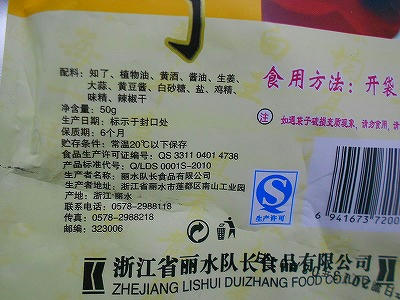 配料：知了、植物油、黄酒、酱油、生姜、
大蒜、黄豆酱、白砂糖、盐、鸡精、
味精、辣椒干
净含量：50g
生产日期：标示于封口处
保质期：6个月
贮存条件：常温20℃以下保存
食品生产许可证编号：QS 3311 0401 4738
产品标准代号：Q/LDS 0001S-2010
生产者名称：丽水队长食品有限公司
生产者地址：浙江省丽水市莲都区南山工业园
产地：浙江·丽水
联系电话：0578-2988118
传真：0578-2988218
邮编：323006
食用方法：开袋
注 如遇袋子破损变质现象，请勿食用，请
QS
生产许可
6 941673 7200
浙江省丽水队长食品有限公司
ZHEJIANG LISHUI DUIZHANG FOOD CO.